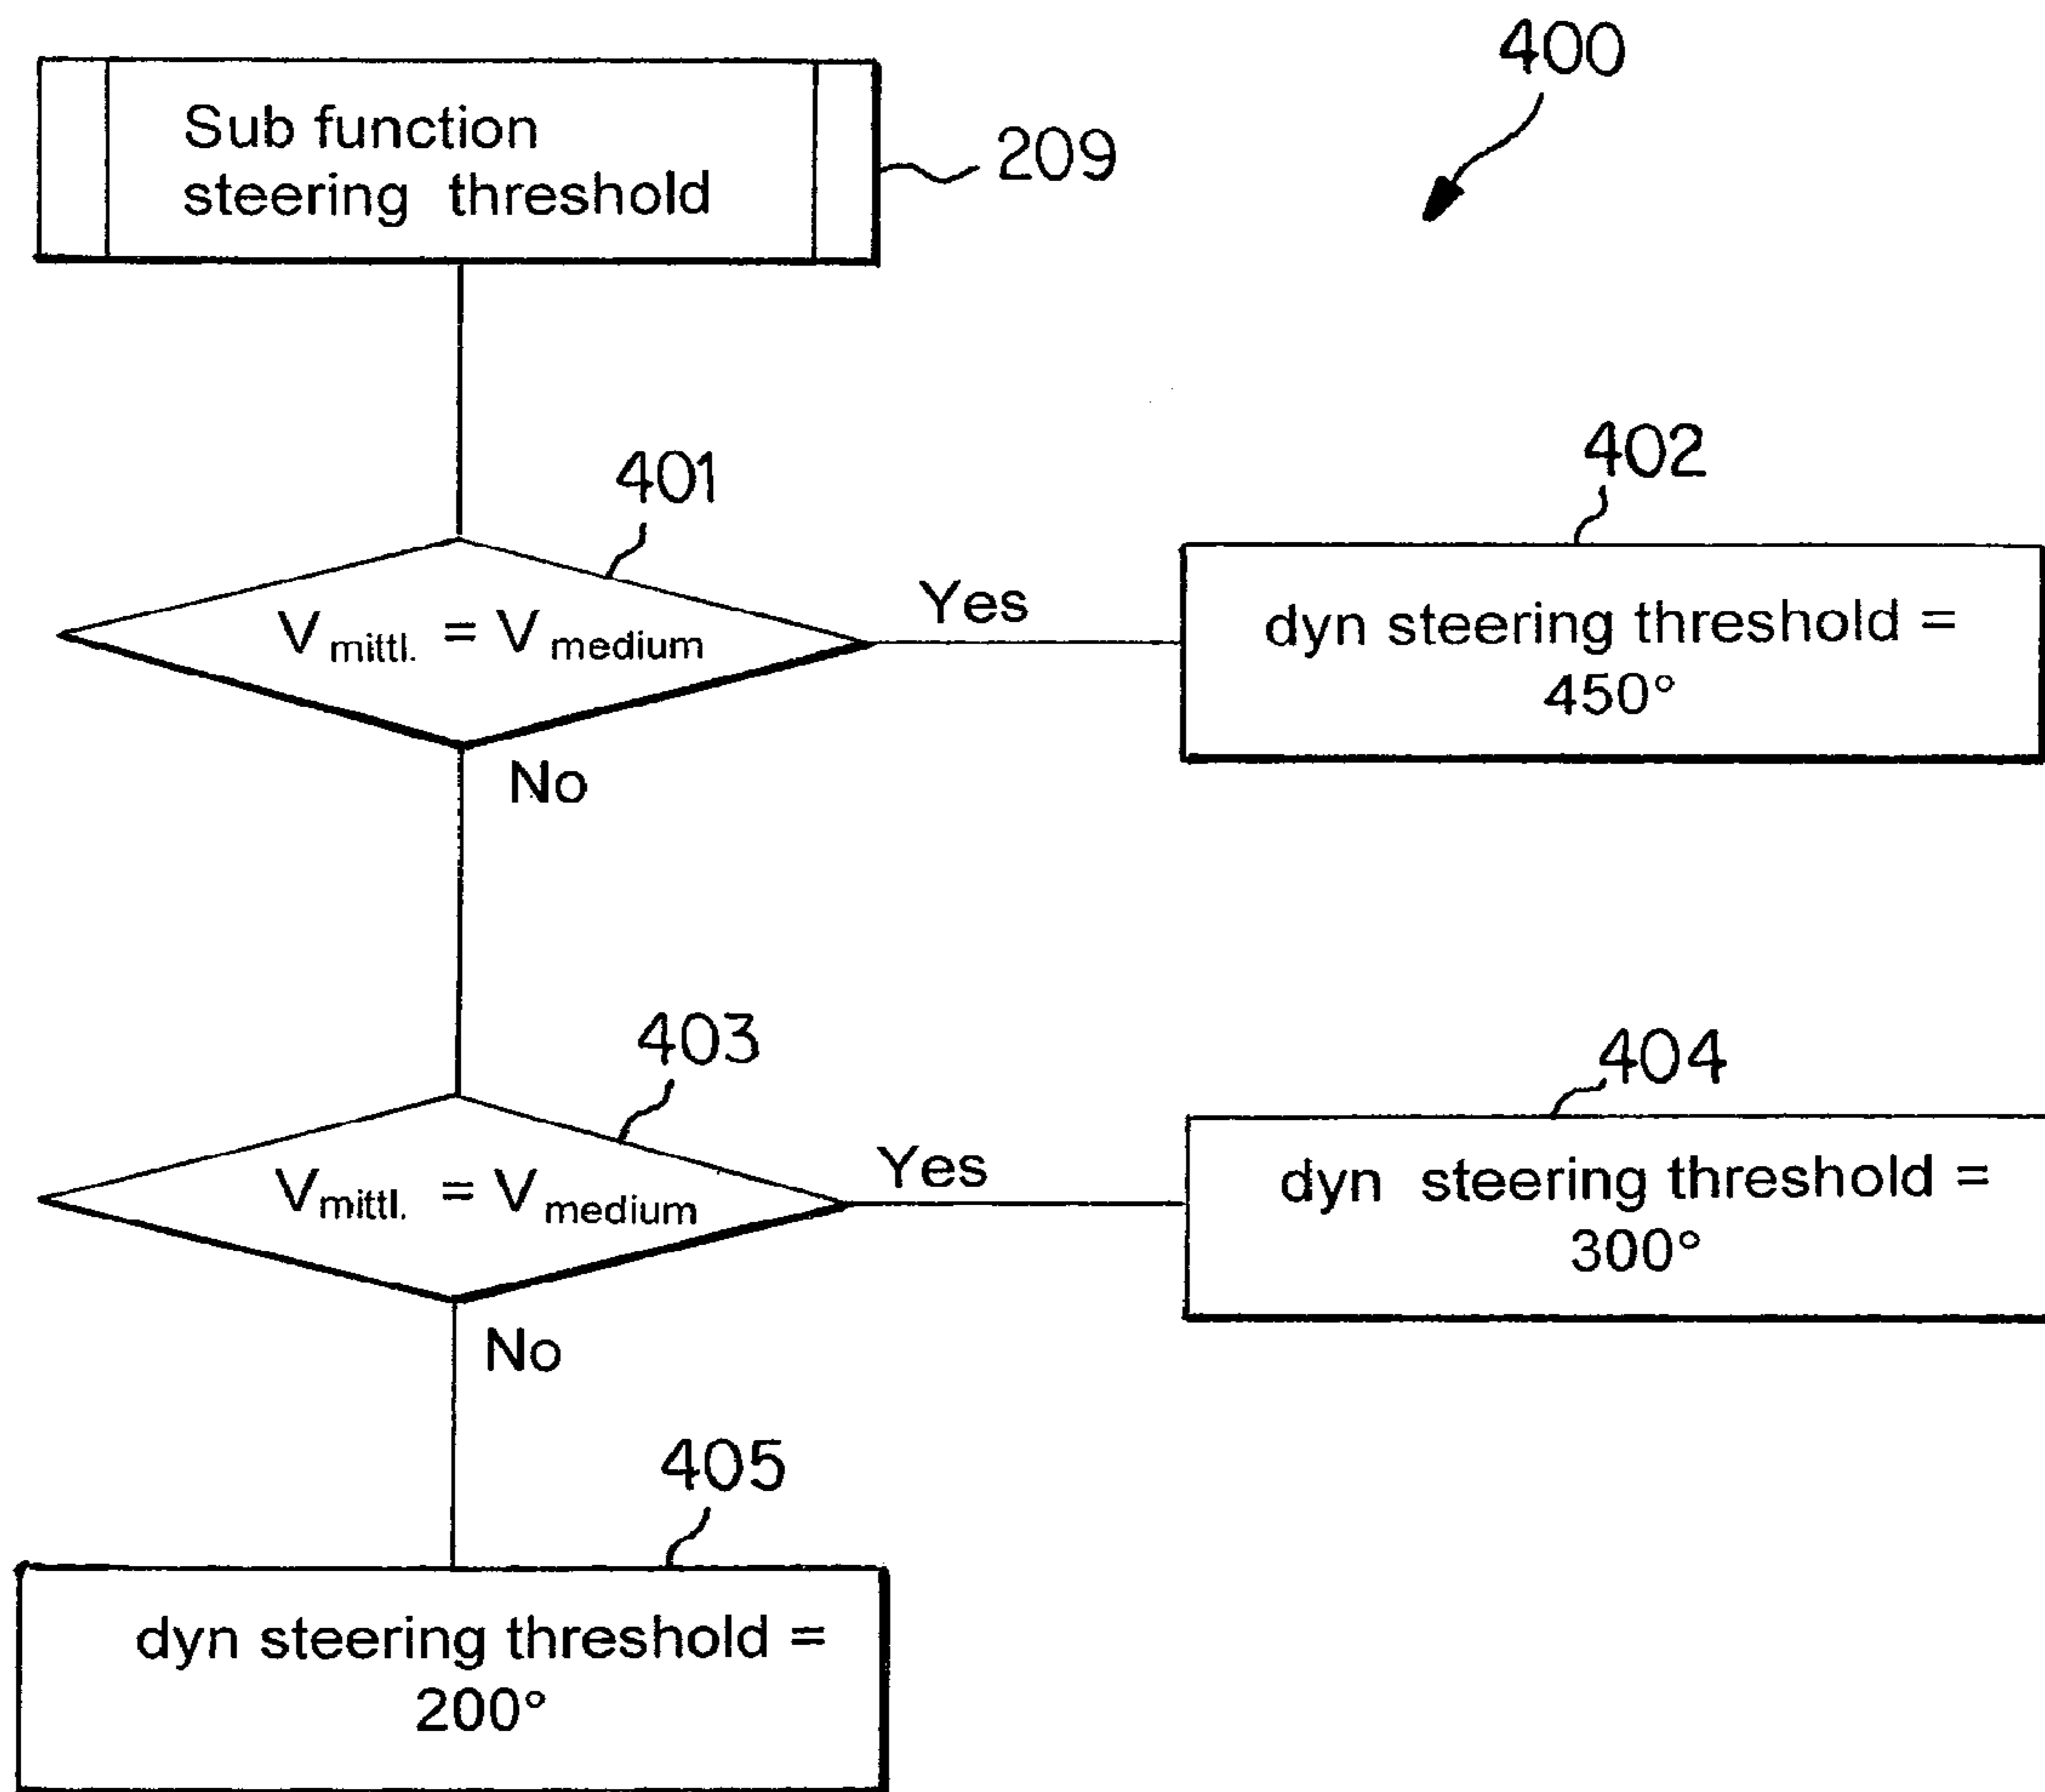 400
Sub function
steering threshold
209
401
402
V mittl. = V medium
Yes
dyn steering threshold =
450°
No
403
404
V mittl. = V medium
Yes
dyn steering threshold =
300°
No
405
dyn steering threshold =
200°